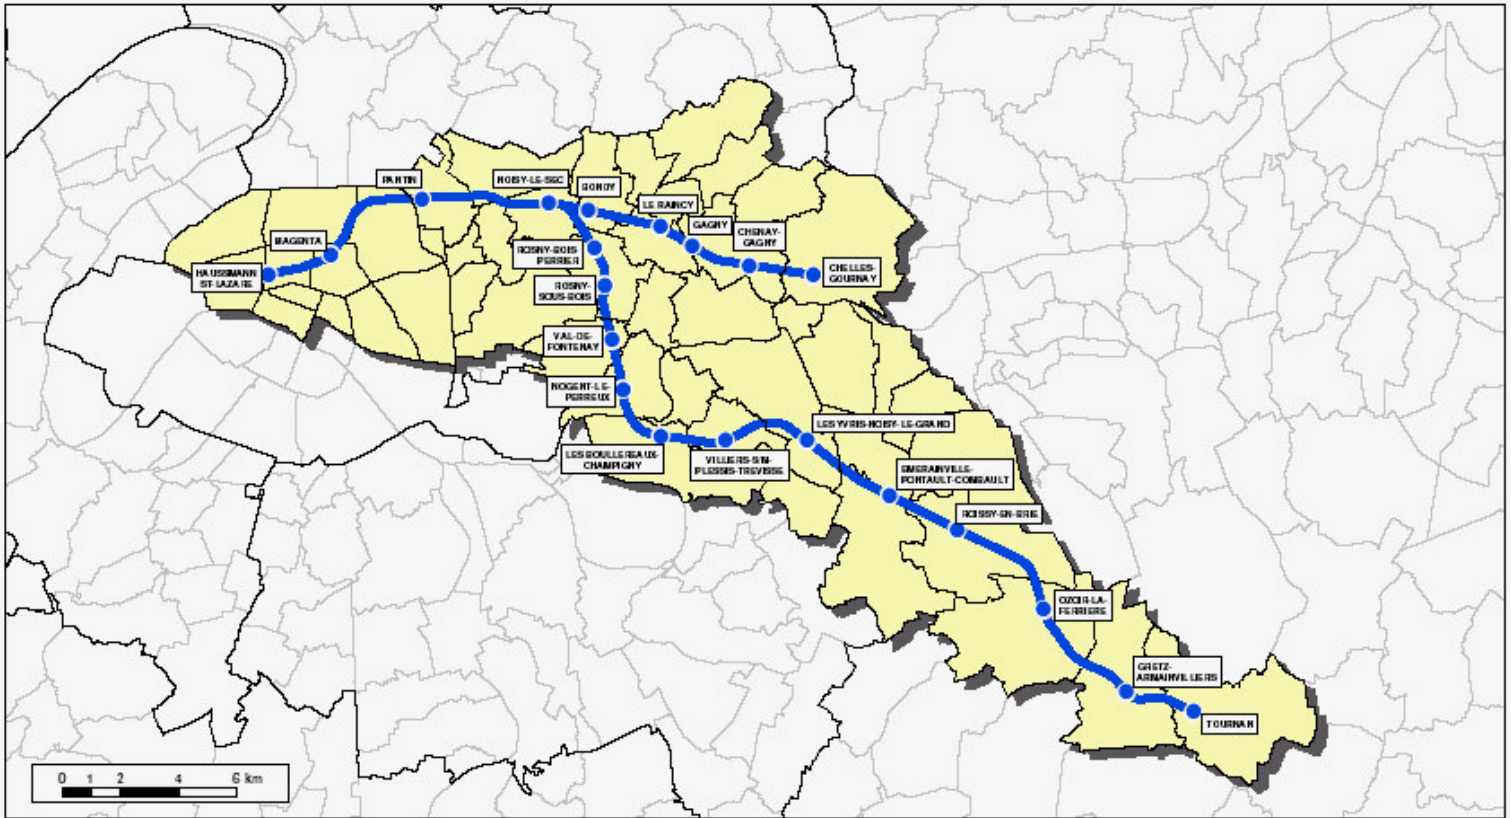 PANTIN
NOISY-LE-SEC
BONDY
LE RAINCY
GAGNY
CHENAY-
GAGNY
MAGENTA
HAUSSMANN
ST-LAZARE
ROSNY-BOIS
PERRIER
CHELLES-
GOURNAY
ROSNY-
SOUS-BOIS
VAL-DE-
FONTENAY
NOGENT-LE-
PERREUX
LES YVRIS-NOISY-LE-GRAND
LES BOULLEREAUX-
CHAMPIGNY
VILLIERS-S/M-
PLESSIS-TREVISSE
EMERAINVILLE-
PONTAULT-COMBAULT
ROISSY-EN-BRIE
OZOIR-LA-
FERRIERE
GRETZ-
ARMAINVILLIERS
TOURNAN
0 1 2 4 6 km